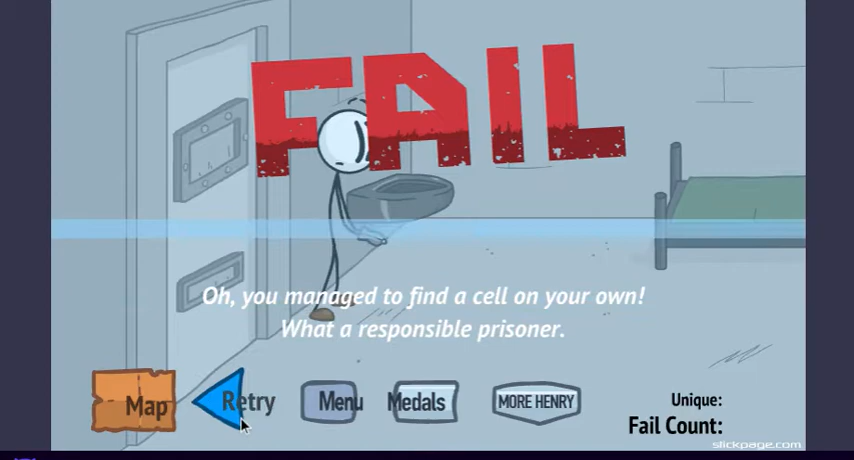 FAIL
Oh, you managed to find a cell on your own!
What a responsible prisoner.
Map
Retry
Menu
Medals
MORE HENRY
Unique:
Fail Count:
stickpage.com